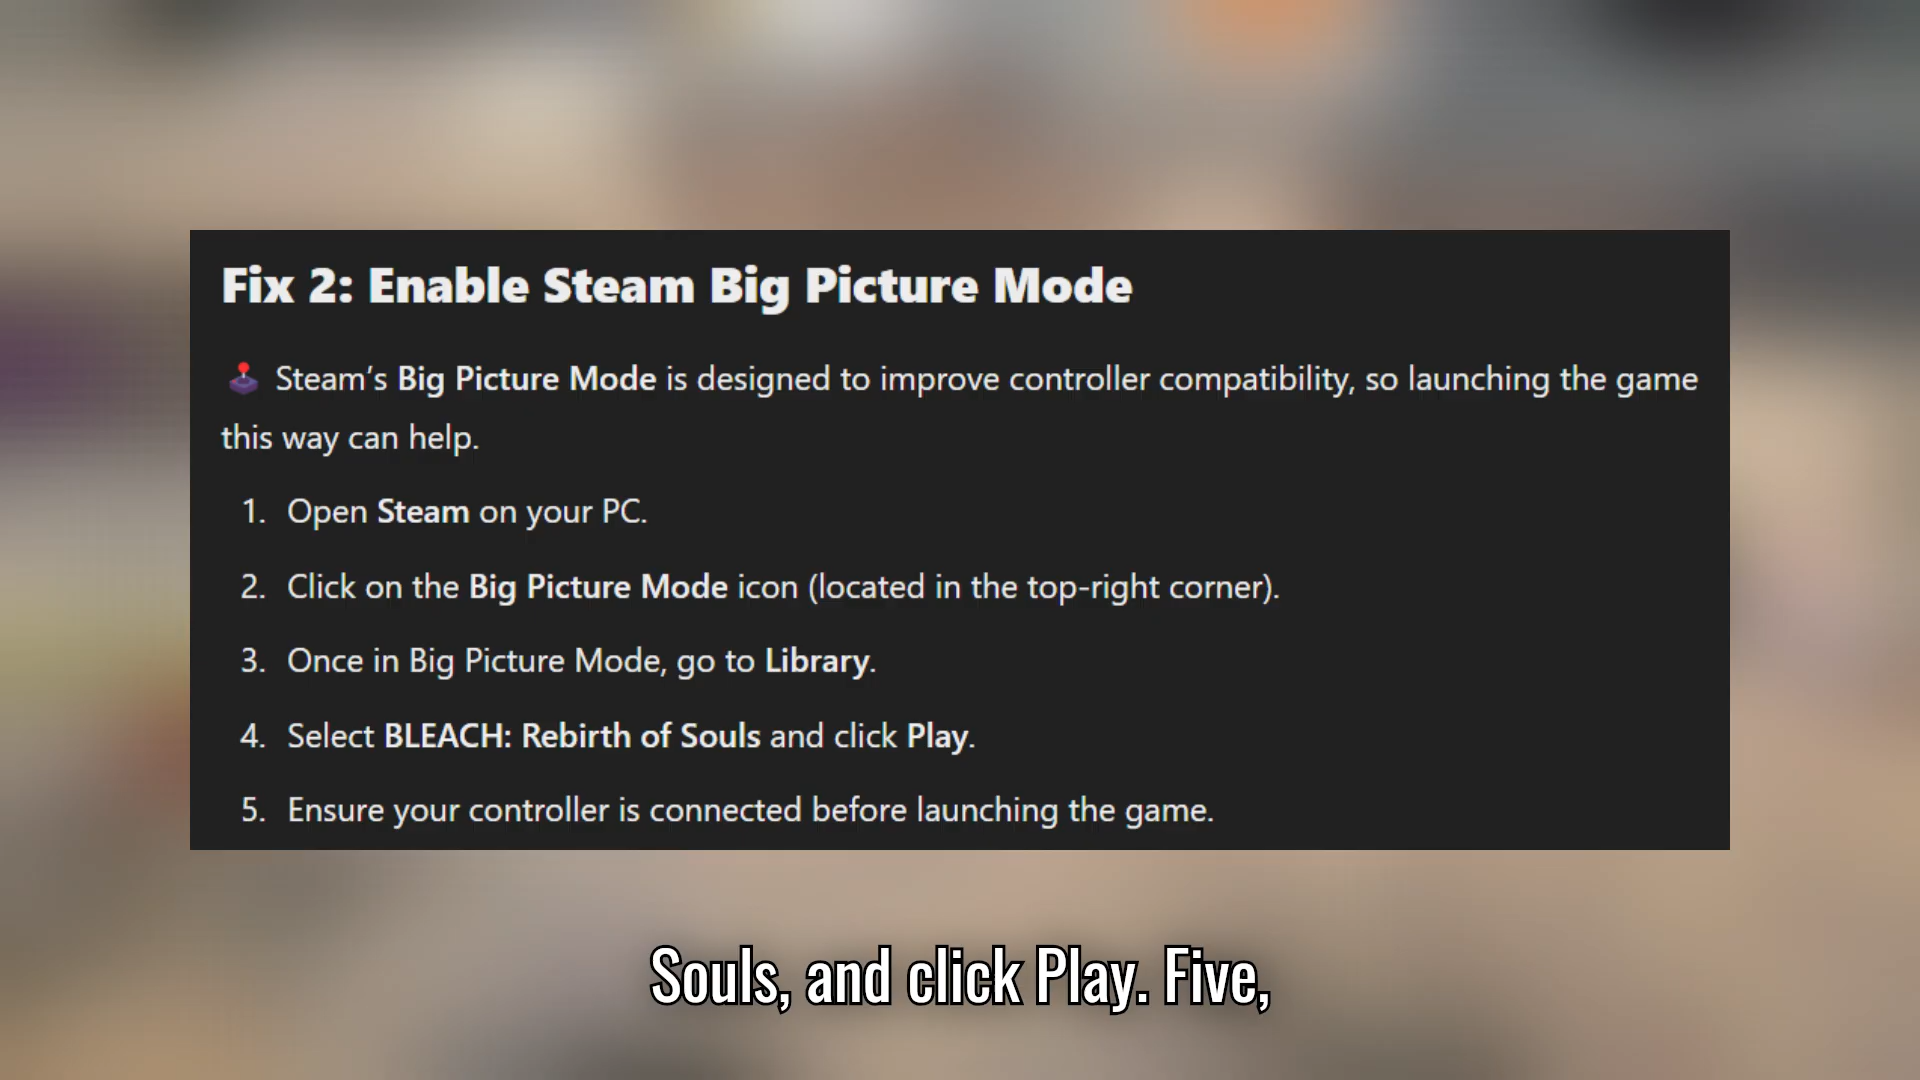 Fix 2: Enable Steam Big Picture Mode
🕹️ Steam’s Big Picture Mode is designed to improve controller compatibility, so launching the game
this way can help.
1. Open Steam on your PC.
2. Click on the Big Picture Mode icon (located in the top-right corner).
3. Once in Big Picture Mode, go to Library.
4. Select BLEACH: Rebirth of Souls and click Play.
5. Ensure your controller is connected before launching the game.
Souls, and click Play. Five,